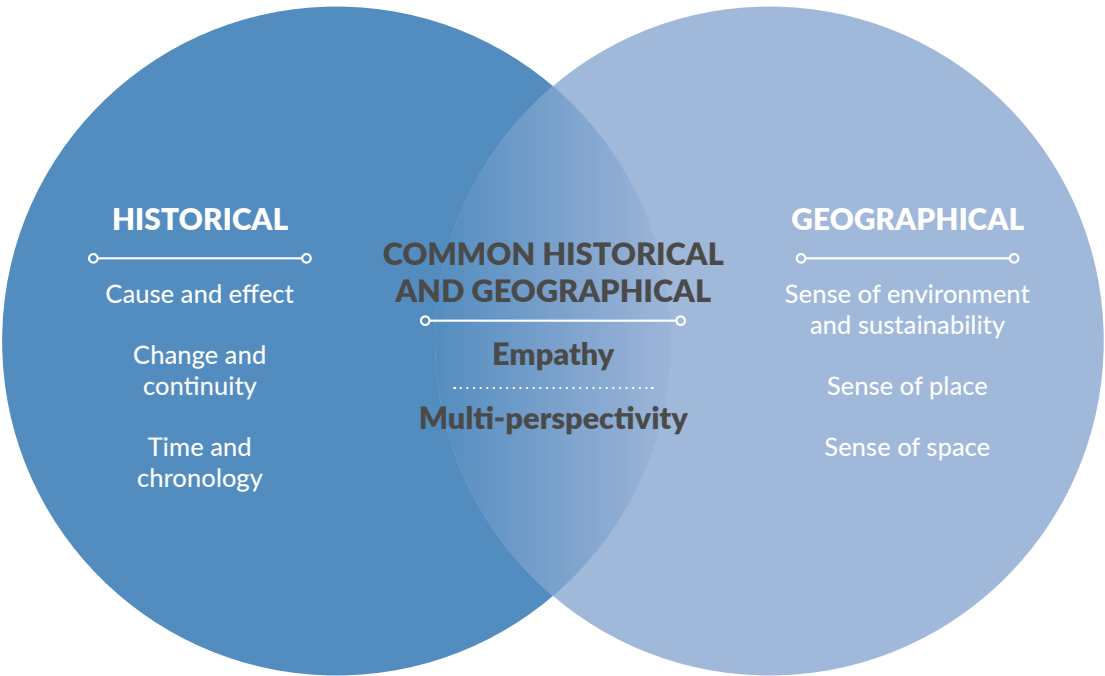 HISTORICAL
Cause and effect
Change and
continuity
Time and
chronology
COMMON HISTORICAL
AND GEOGRAPHICAL
Empathy
Multi-perspectivity
GEOGRAPHICAL
Sense of environment
and sustainability
Sense of place
Sense of space